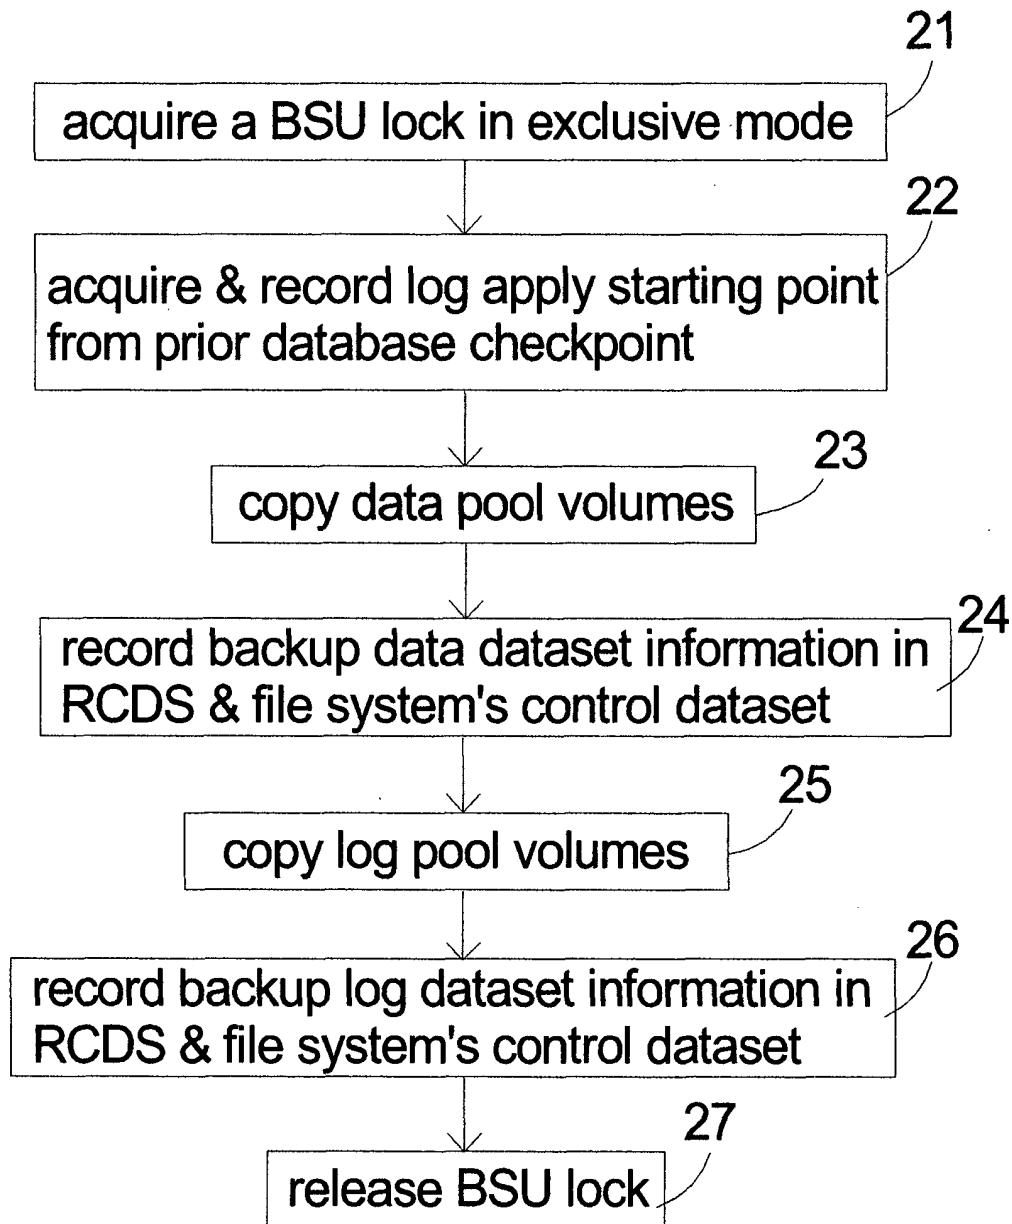 21
acquire a BSU lock in exclusive mode
22
acquire & record log apply starting point
from prior database checkpoint
23
copy data pool volumes
24
record backup data dataset information in
RCDS & file system's control dataset
25
copy log pool volumes
26
record backup log dataset information in
RCDS & file system's control dataset
27
release BSU lock